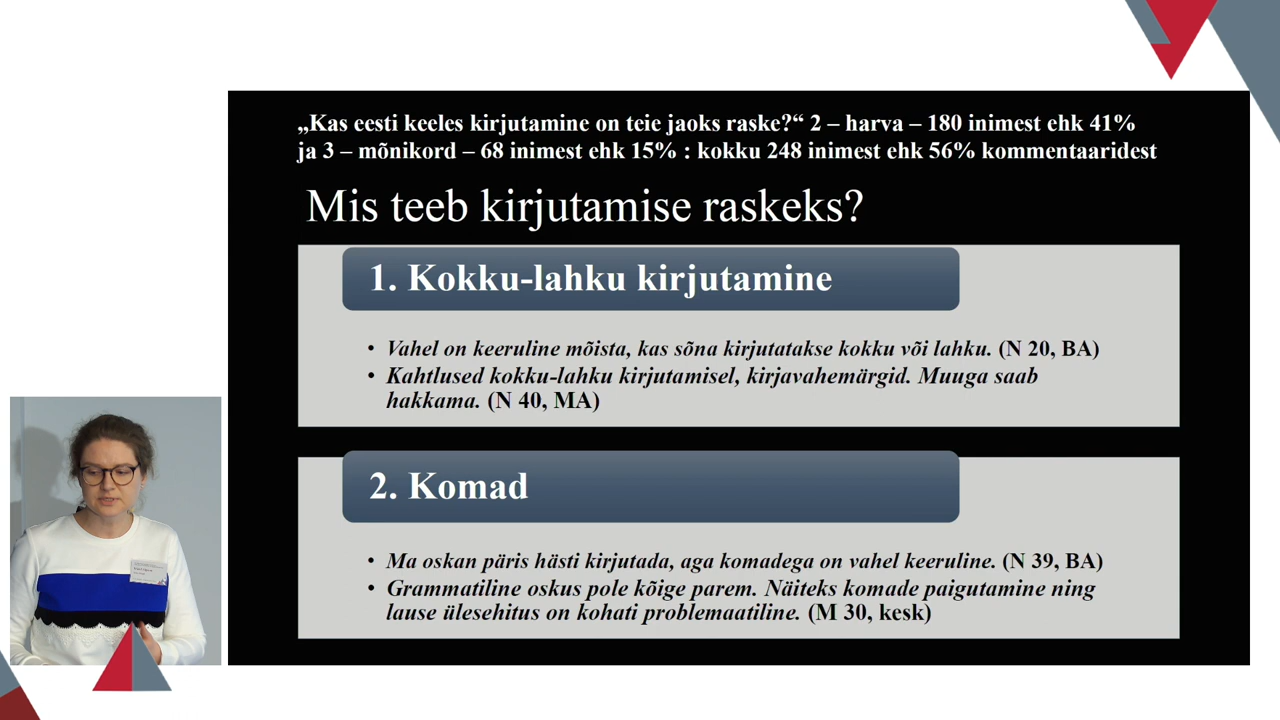 „Kas eesti keeles kirjutamine on teie jaoks raske?“ 2 – harva – 180 inimest ehk 41%
ja 3 – mõnikord – 68 inimest ehk 15% : kokku 248 inimest ehk 56% kommentaaridest
Mis teeb kirjutamise raskeks?
1. Kokku-lahku kirjutamine
• Vahel on keeruline mõista, kas sõna kirjutatakse kokku või lahku. (N 20, BA)
• Kahtlused kokku-lahku kirjutamisel, kirjavahemärgid. Muuga saab
hakkama. (N 40, MA)
2. Komad
• Ma oskan päris hästi kirjutada, aga komadega on vahel keeruline. (N 39, BA)
• Grammatiline oskus pole kõige parem. Näiteks komade paigutamine ning
lause ülesehitus on kohati problemaatiline. (M 30, kesk)